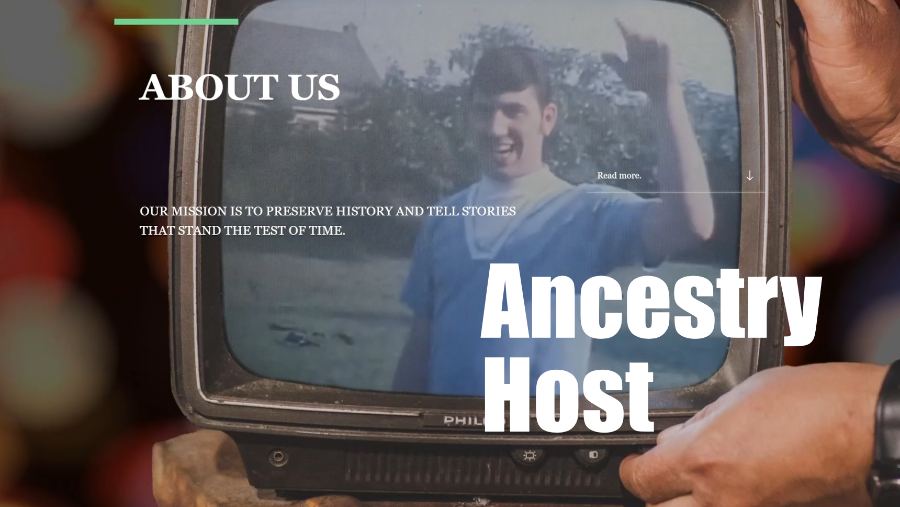 ABOUT US
Read more.
OUR MISSION IS TO PRESERVE HISTORY AND TELL STORIES
THAT STAND THE TEST OF TIME.
Ancestry
Host